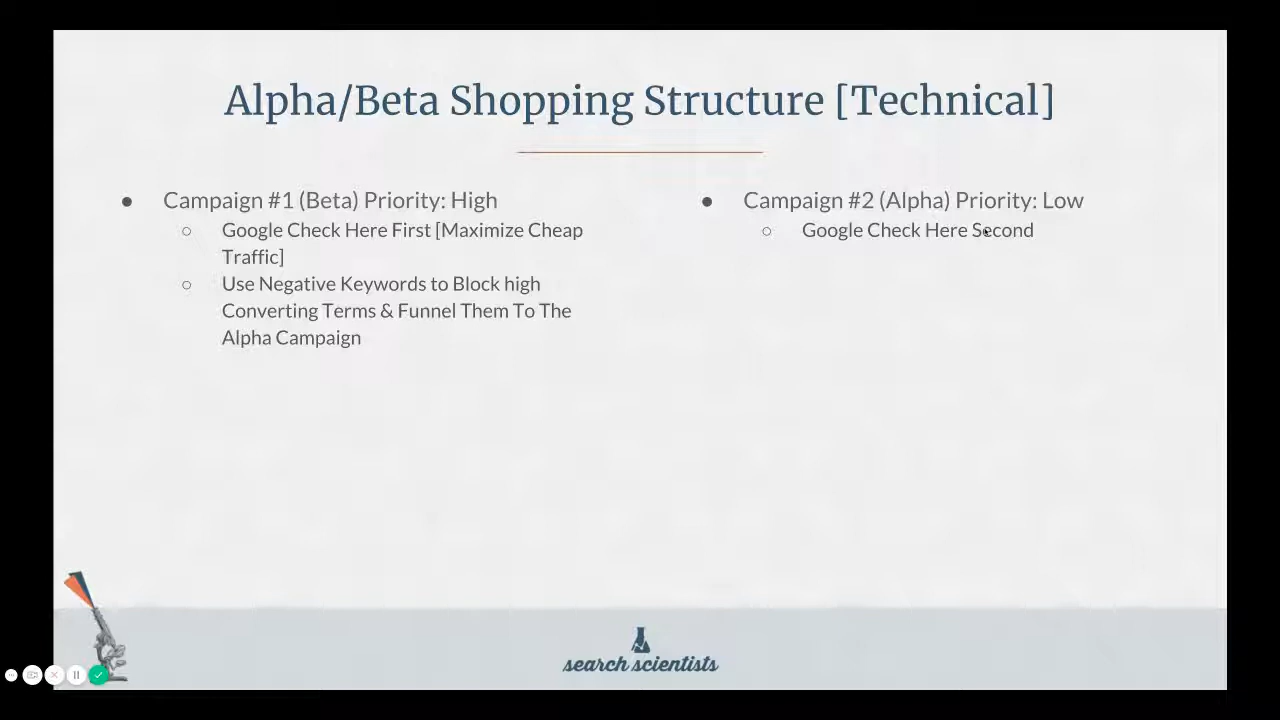 Alpha/Beta Shopping Structure [Technical]
● Campaign #1 (Beta) Priority: High
○ Google Check Here First [Maximize Cheap
Traffic]
○ Use Negative Keywords to Block high
Converting Terms & Funnel Them To The
Alpha Campaign
● Campaign #2 (Alpha) Priority: Low
○ Google Check Here Second
search scientists